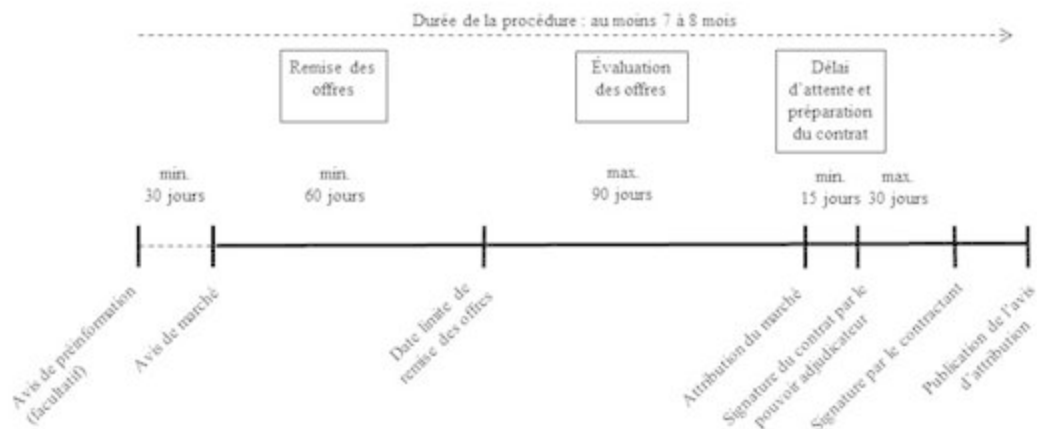 Durée de la procédure : au moins 7 à 8 mois
Remise des
offres
Évaluation
des offres
Délai
d'attente et
préparation
du contrat
min.
30 jours
min.
60 jours
max.
90 jours
min.
15 jours
max.
30 jours
Avis de préinformation
(facultatif)
Avis de marché
Date limite de
remise des offres
Attribution du marché
Signature du contrat par le
pouvoir adjudicateur
Signature par le contractant
Publication de l'avis
d'attribution